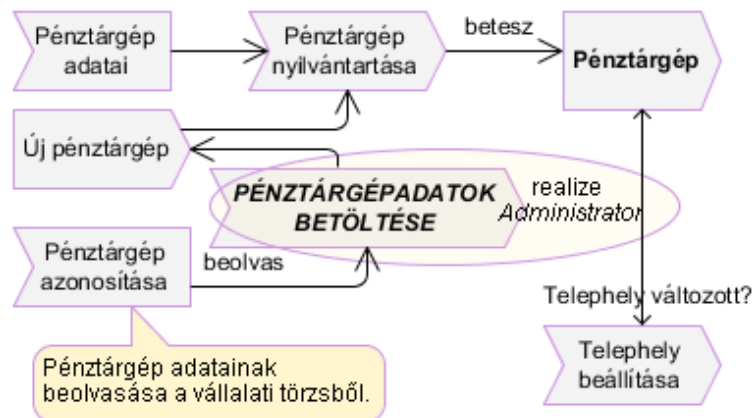 Pénztárgép
adatai
Pénztárgép
nyilvántartása
betesz
Pénztárgép
Új pénztárgép
PÉNZTÁRGÉPADATOK
BETÖLTÉSE
realize
Administrator
Pénztárgép
azonosítása
beolvas
Telephely változott?
Telephely
beállítása
Pénztárgép adatainak
beolvasása a vállalati törzsből.